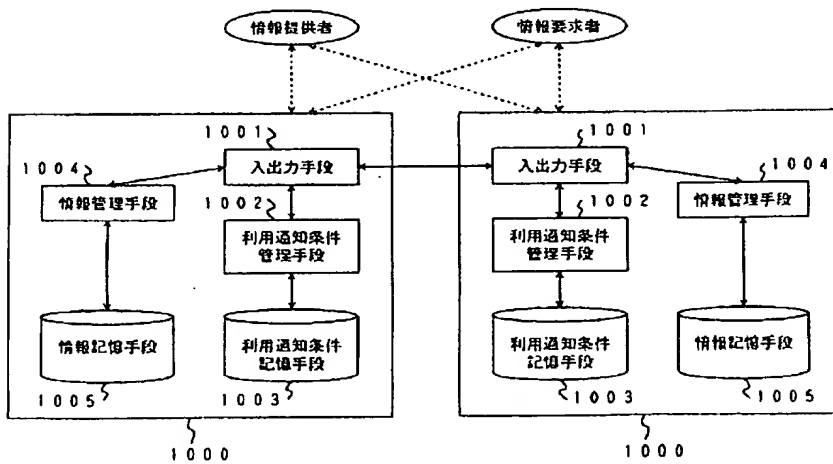 情報提供者
情報要求者
1001
入出力手段
1004
情報管理手段
1002
利用通知条件
管理手段
情報記憶手段
利用通知条件
記憶手段
1005
1003
1000
1001
入出力手段
1004
情報管理手段
1002
利用通知条件
管理手段
利用通知条件
記憶手段
情報記憶手段
1003
1005
1000